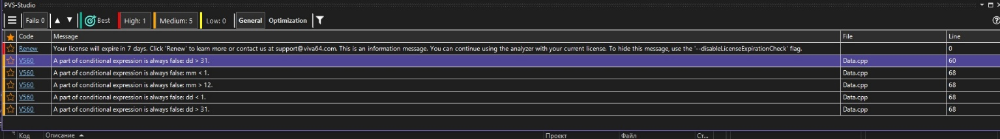 PVS-Studio
Fails: 0 Best High: 1 Medium: 5 Low: 0 General Optimization
Code Message File Line
Renew Your license will expire in 7 days. Click 'Renew' to learn more or contact us at support@viva64.com. This is an information message. You can continue using the analyzer with your current license. To hide this message, use the '--disableLicenseExpirationCheck' flag. 0
V560 A part of conditional expression is always false: dd > 31. Data.cpp 60
V560 A part of conditional expression is always false: mm < 1. Data.cpp 68
V560 A part of conditional expression is always false: mm > 12. Data.cpp 68
V560 A part of conditional expression is always false: dd < 1. Data.cpp 68
V560 A part of conditional expression is always false: dd > 31. Data.cpp 68
Код Описание Проект Файл Ст...